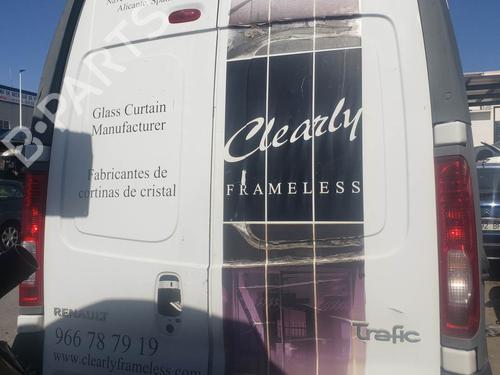 Alicante, Spain
Glass Curtain
Manufacturer
Fabricantes de
cortinas de cristal
Clearly
FRAMELESS
RENAULT
Trafic
966 78 79 19
www.clearlyframeless.com
B-PARTS